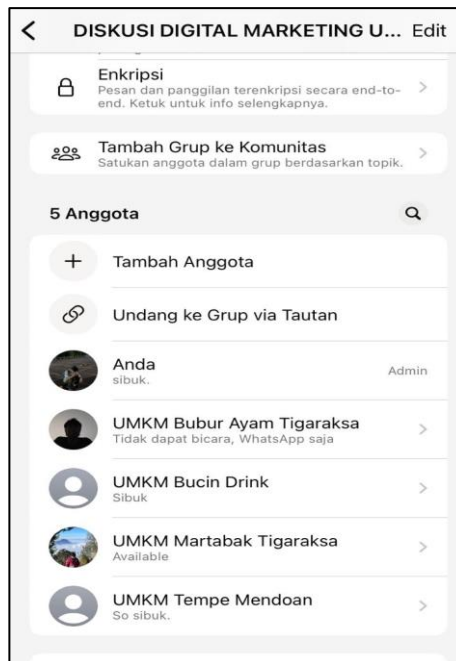 DISKUSI DIGITAL MARKETING U... Edit
Enkripsi
Pesan dan panggilan terenkripsi secara end-to-
end. Ketuk untuk info selengkapnya.
Tambah Grup ke Komunitas
Satukan anggota dalam grup berdasarkan topik.
5 Anggota
Tambah Anggota
Undang ke Grup via Tautan
Anda
Admin
sibuk.
UMKM Bubur Ayam Tigaraksa
Tidak dapat bicara, WhatsApp saja
UMKM Bucin Drink
Sibuk
UMKM Martabak Tigaraksa
Available
UMKM Tempe Mendoan
So sibuk.